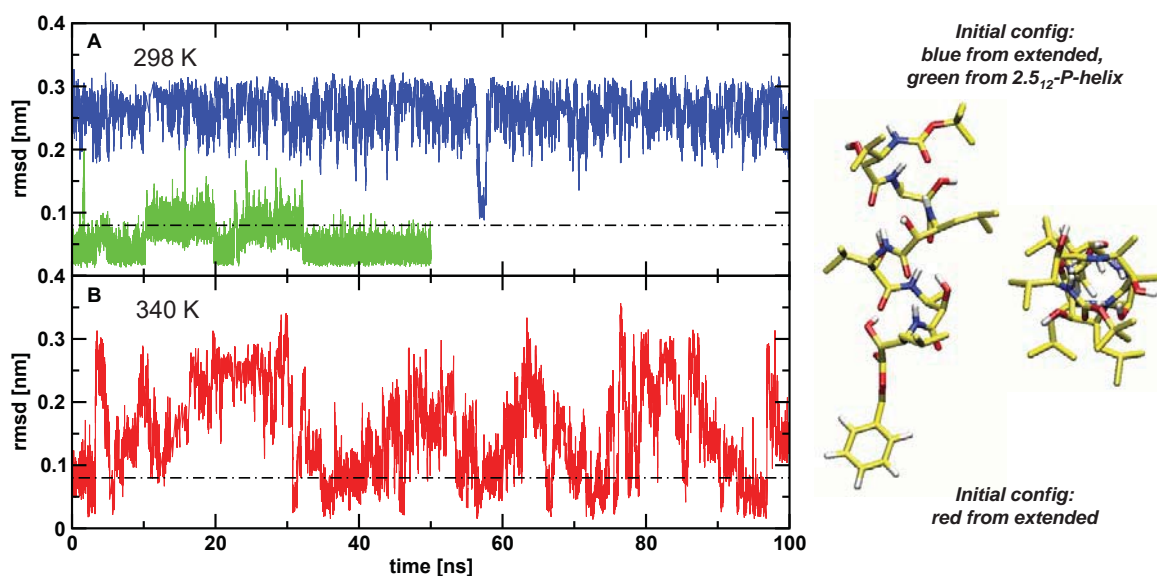 0.4
A
298 K
0.3
0.2
0.1
rmsd [nm]
0.4
B
340 K
0.3
0.2
0.1
0
rmsd [nm]
0 20 40 60 80 100
time [ns]
Initial config:
blue from extended,
green from 2.5₁₂-P-helix
Initial config:
red from extended